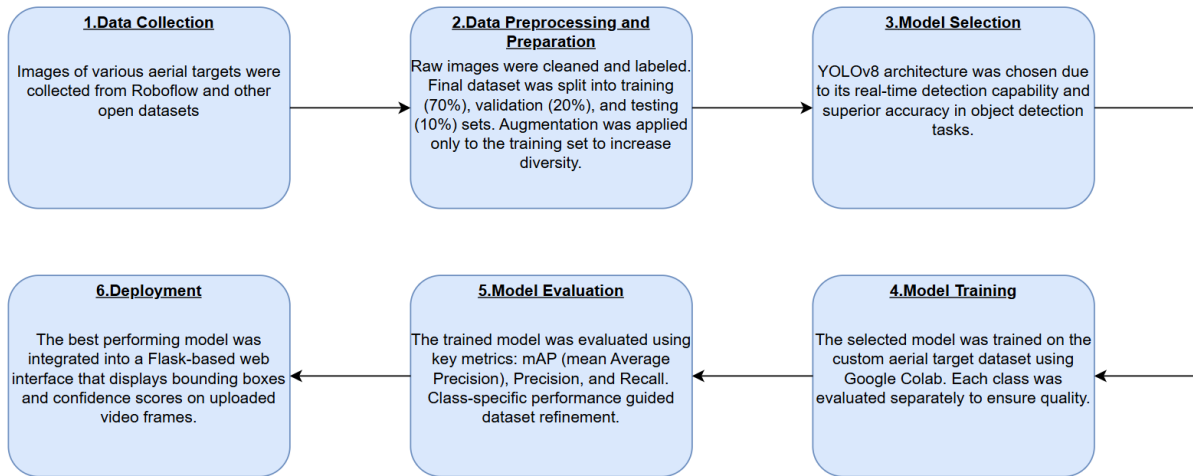 1.Data Collection
Images of various aerial targets were
collected from Roboflow and other
open datasets
2.Data Preprocessing and
Preparation
Raw images were cleaned and labeled.
Final dataset was split into training
(70%), validation (20%), and testing
(10%) sets. Augmentation was applied
only to the training set to increase
diversity.
3.Model Selection
YOLOv8 architecture was chosen due
to its real-time detection capability and
superior accuracy in object detection
tasks.
4.Model Training
The selected model was trained on the
custom aerial target dataset using
Google Colab. Each class was
evaluated separately to ensure quality.
5.Model Evaluation
The trained model was evaluated using
key metrics: mAP (mean Average
Precision), Precision, and Recall.
Class-specific performance guided
dataset refinement.
6.Deployment
The best performing model was
integrated into a Flask-based web
interface that displays bounding boxes
and confidence scores on uploaded
video frames.